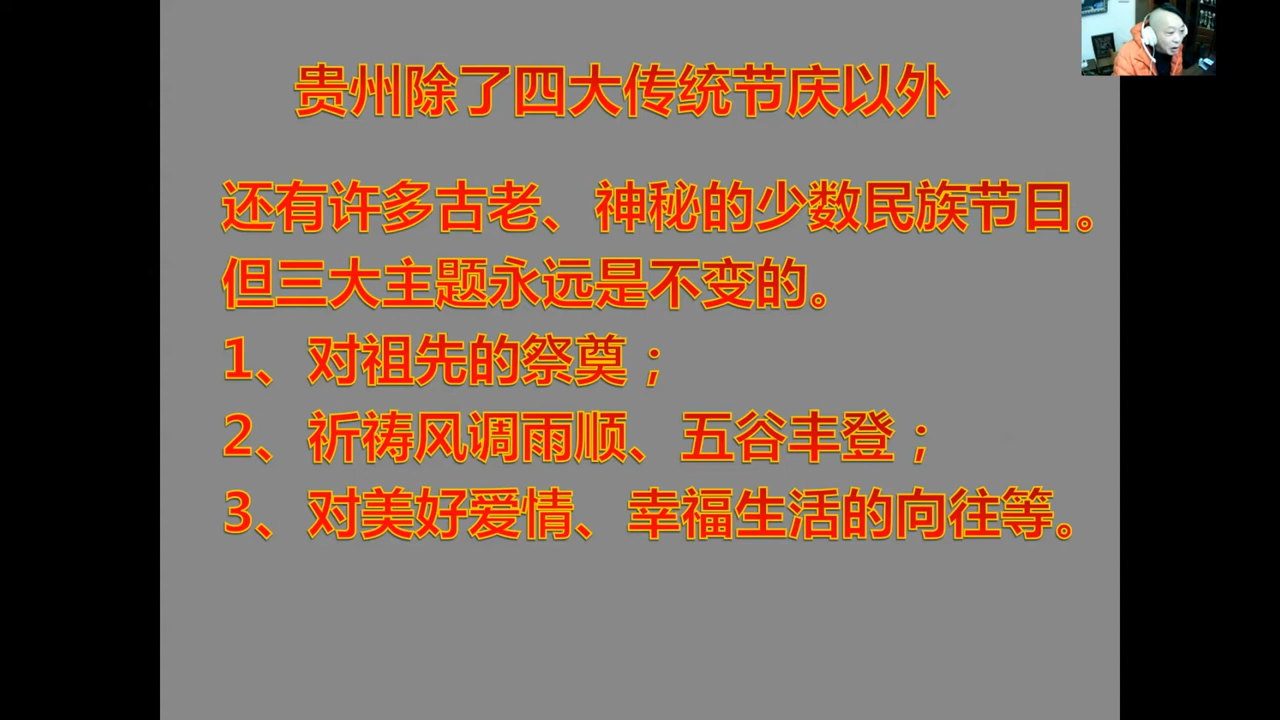 贵州除了四大传统节庆以外
还有许多古老、神秘的少数民族节日。
但三大主题永远是不变的。
1、对祖先的祭奠；
2、祈祷风调雨顺、五谷丰登；
3、对美好爱情、幸福生活的向往等。